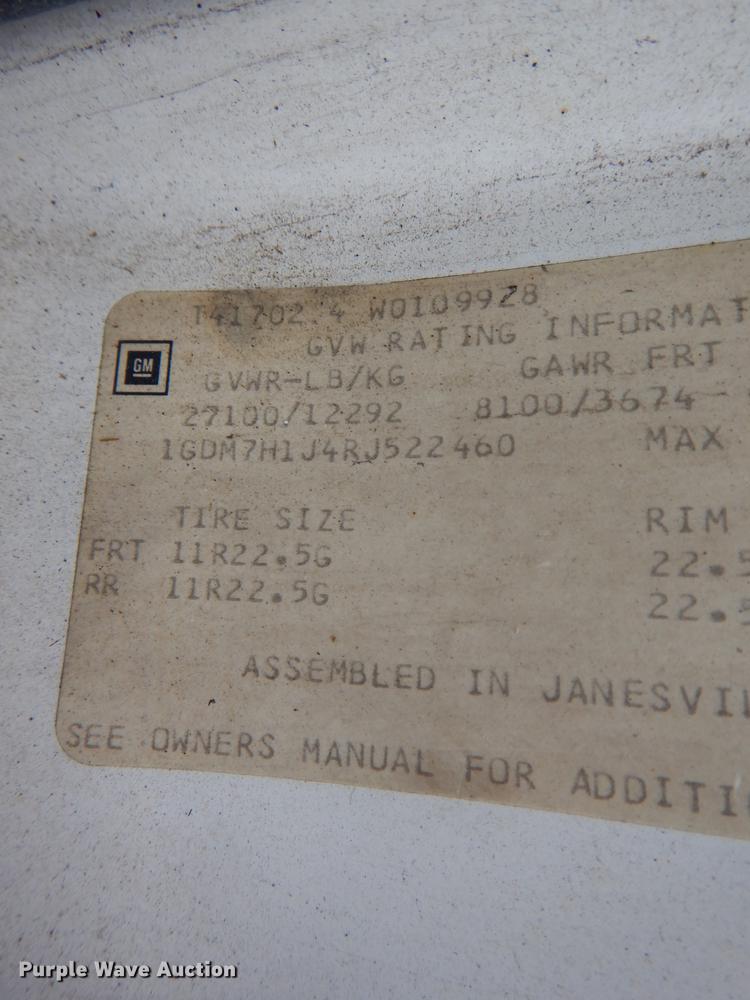 T41702.4 W0109928
GVW RATING INFORMAT
GM
GVWR-LB/KG GAWR FRT
27100/12292 8100/3674
1GDM7H1J4RJ522460 MAX
TIRE SIZE RIM
FRT 11R22.5G 22.5
RR 11R22.5G 22.5
ASSEMBLED IN JANESVIL
SEE OWNERS MANUAL FOR ADDITI
Purple Wave Auction